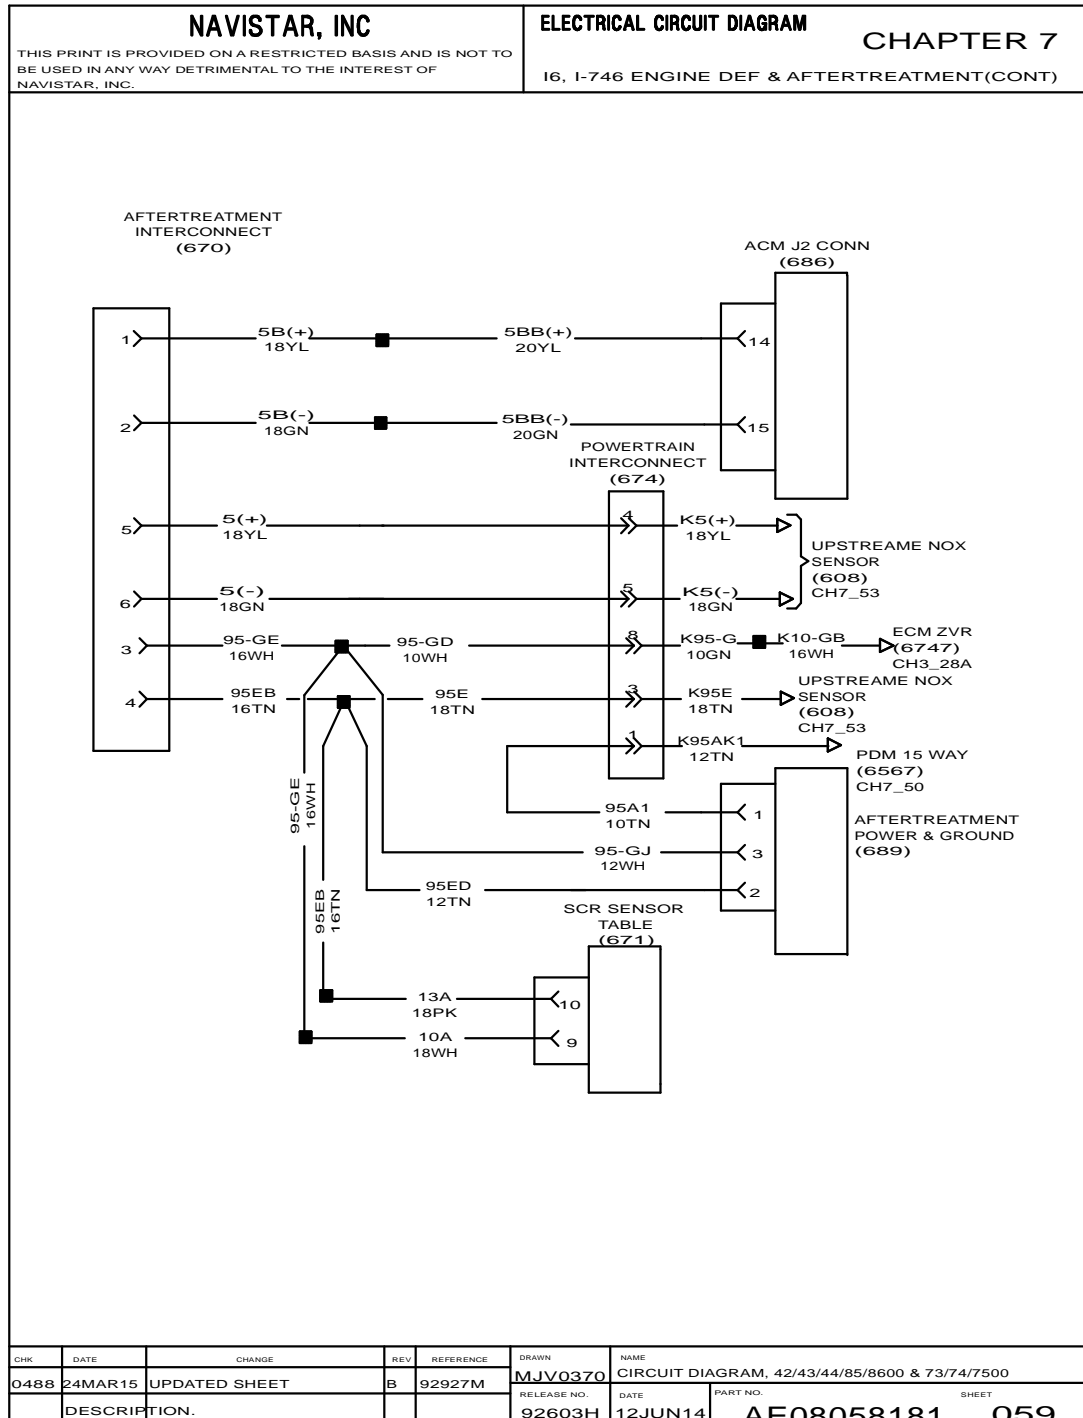 NAVISTAR, INC
THIS PRINT IS PROVIDED ON A RESTRICTED BASIS AND IS NOT TO
BE USED IN ANY WAY DETRIMENTAL TO THE INTEREST OF
NAVISTAR, INC.
ELECTRICAL CIRCUIT DIAGRAM
CHAPTER 7
I6, I-746 ENGINE DEF & AFTERTREATMENT(CONT)
AFTERTREATMENT
INTERCONNECT
(670)
ACM J2 CONN
(686)
1
5B(+)
18YL
5BB(+)
20YL
14
2
5B(-)
18GN
5BB(-)
20GN
15
POWERTRAIN
INTERCONNECT
(674)
5
5(+)
18YL
4
K5(+)
18YL
UPSTREAME NOX
SENSOR
(608)
CH7_53
6
5(-)
18GN
5
K5(-)
18GN
3
95-GE
16WH
95-GD
10WH
8
K95-G
10GN
K10-GB
16WH
ECM ZVR
(6747)
CH3_28A
4
95EB
16TN
95E
18TN
3
K95E
18TN
UPSTREAME NOX
SENSOR
(608)
CH7_53
1
K95AK1
12TN
PDM 15 WAY
(6567)
CH7_50
95-GE
16WH
95A1
10TN
1
AFTERTREATMENT
POWER & GROUND
(689)
95-GJ
12WH
3
95EB
16TN
95ED
12TN
2
SCR SENSOR
TABLE
(671)
13A
18PK
10
10A
18WH
9
CHK DATE CHANGE REV REFERENCE DRAWN NAME
0488 24MAR15 UPDATED SHEET B 92927M MJV0370 CIRCUIT DIAGRAM, 42/43/44/85/8600 & 73/74/7500
RELEASE NO. DATE PART NO. SHEET
DESCRIPTION. 92603H 12JUN14 AE08058181 059